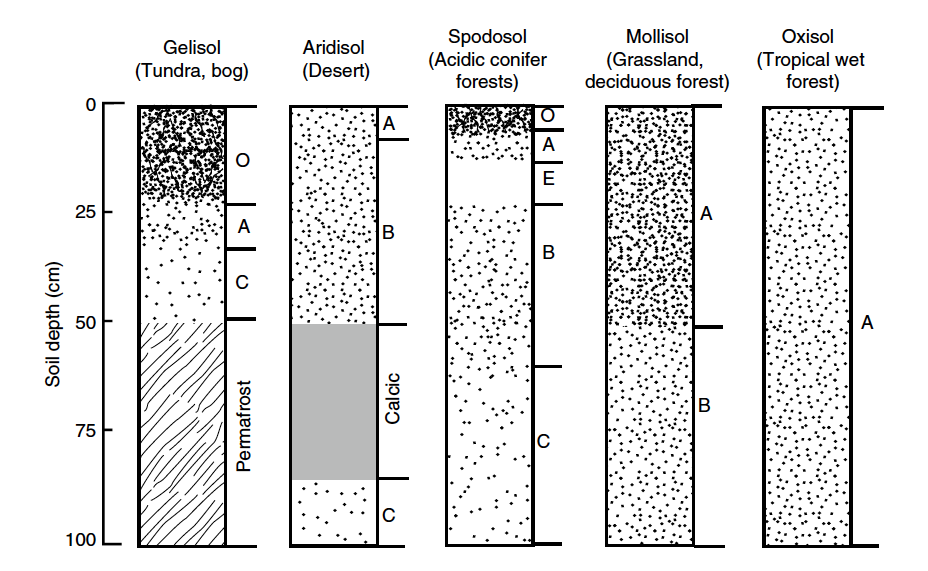 Gelisol
(Tundra, bog)
Aridisol
(Desert)
Spodosol
(Acidic conifer
forests)
Mollisol
(Grassland,
deciduous forest)
Oxisol
(Tropical wet
forest)
Soil depth (cm)
0
25
50
75
100
O
A
C
Permafrost
A
B
Calcic
C
O
A
E
B
C
A
B
A